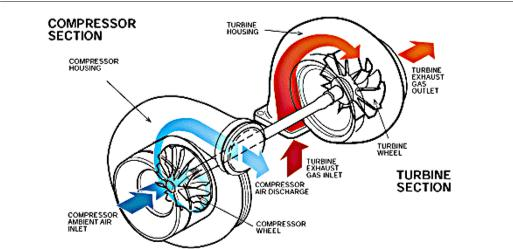 COMPRESSOR
SECTION
COMPRESSOR
HOUSING
TURBINE
HOUSING
TURBINE
EXHAUST
GAS
OUTLET
TURBINE
WHEEL
TURBINE
SECTION
TURBINE
EXHAUST
GAS INLET
COMPRESSOR
AIR DISCHARGE
COMPRESSOR
WHEEL
COMPRESSOR
AMBIENT AIR
INLET